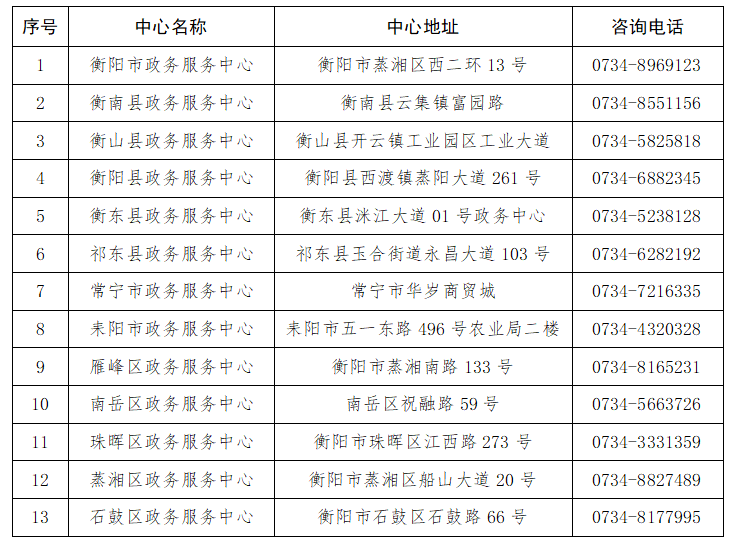 序号 中心名称 中心地址 咨询电话
1 衡阳市政务服务中心 衡阳市蒸湘区西二环 13 号 0734-8969123
2 衡南县政务服务中心 衡南县云集镇富园路 0734-8551156
3 衡山县政务服务中心 衡山县开云镇工业园区工业大道 0734-5825818
4 衡阳县政务服务中心 衡阳县西渡镇蒸阳大道 261 号 0734-6882345
5 衡东县政务服务中心 衡东县洣江大道 01 号政务中心 0734-5238128
6 祁东县政务服务中心 祁东县玉合街道永昌大道 103 号 0734-6282192
7 常宁市政务服务中心 常宁市华岁商贸城 0734-7216335
8 耒阳市政务服务中心 耒阳市五一东路 496 号农业局二楼 0734-4320328
9 雁峰区政务服务中心 衡阳市蒸湘南路 133 号 0734-8165231
10 南岳区政务服务中心 南岳区祝融路 59 号 0734-5663726
11 珠晖区政务服务中心 衡阳市珠晖区江西路 273 号 0734-3331359
12 蒸湘区政务服务中心 衡阳市蒸湘区船山大道 20 号 0734-8827489
13 石鼓区政务服务中心 衡阳市石鼓区石鼓路 66 号 0734-8177995